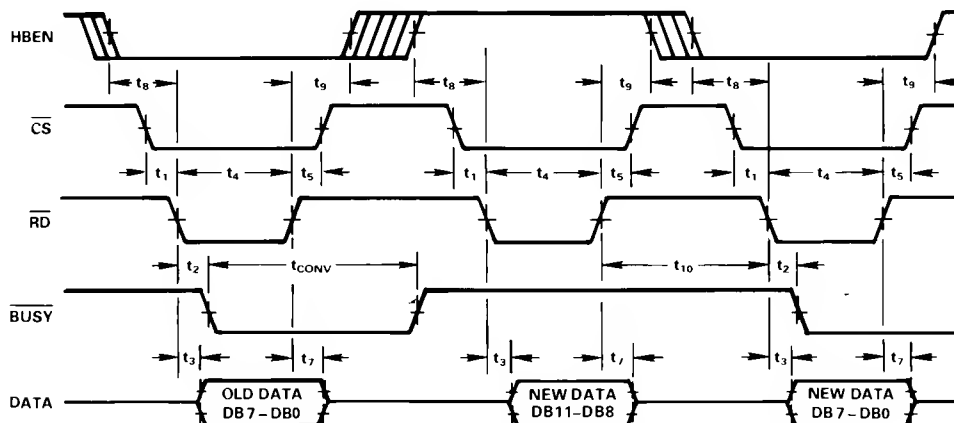 HBEN
t8 t9 t8 t9 t8 t9
CS
t1 t4 t5 t1 t4 t5 t1 t4 t5
RD
t2 tCONV t10 t2
BUSY
t3 t7 t3 t7 t3 t7
DATA
OLD DATA
DB7–DB0
NEW DATA
DB11–DB8
NEW DATA
DB7–DB0